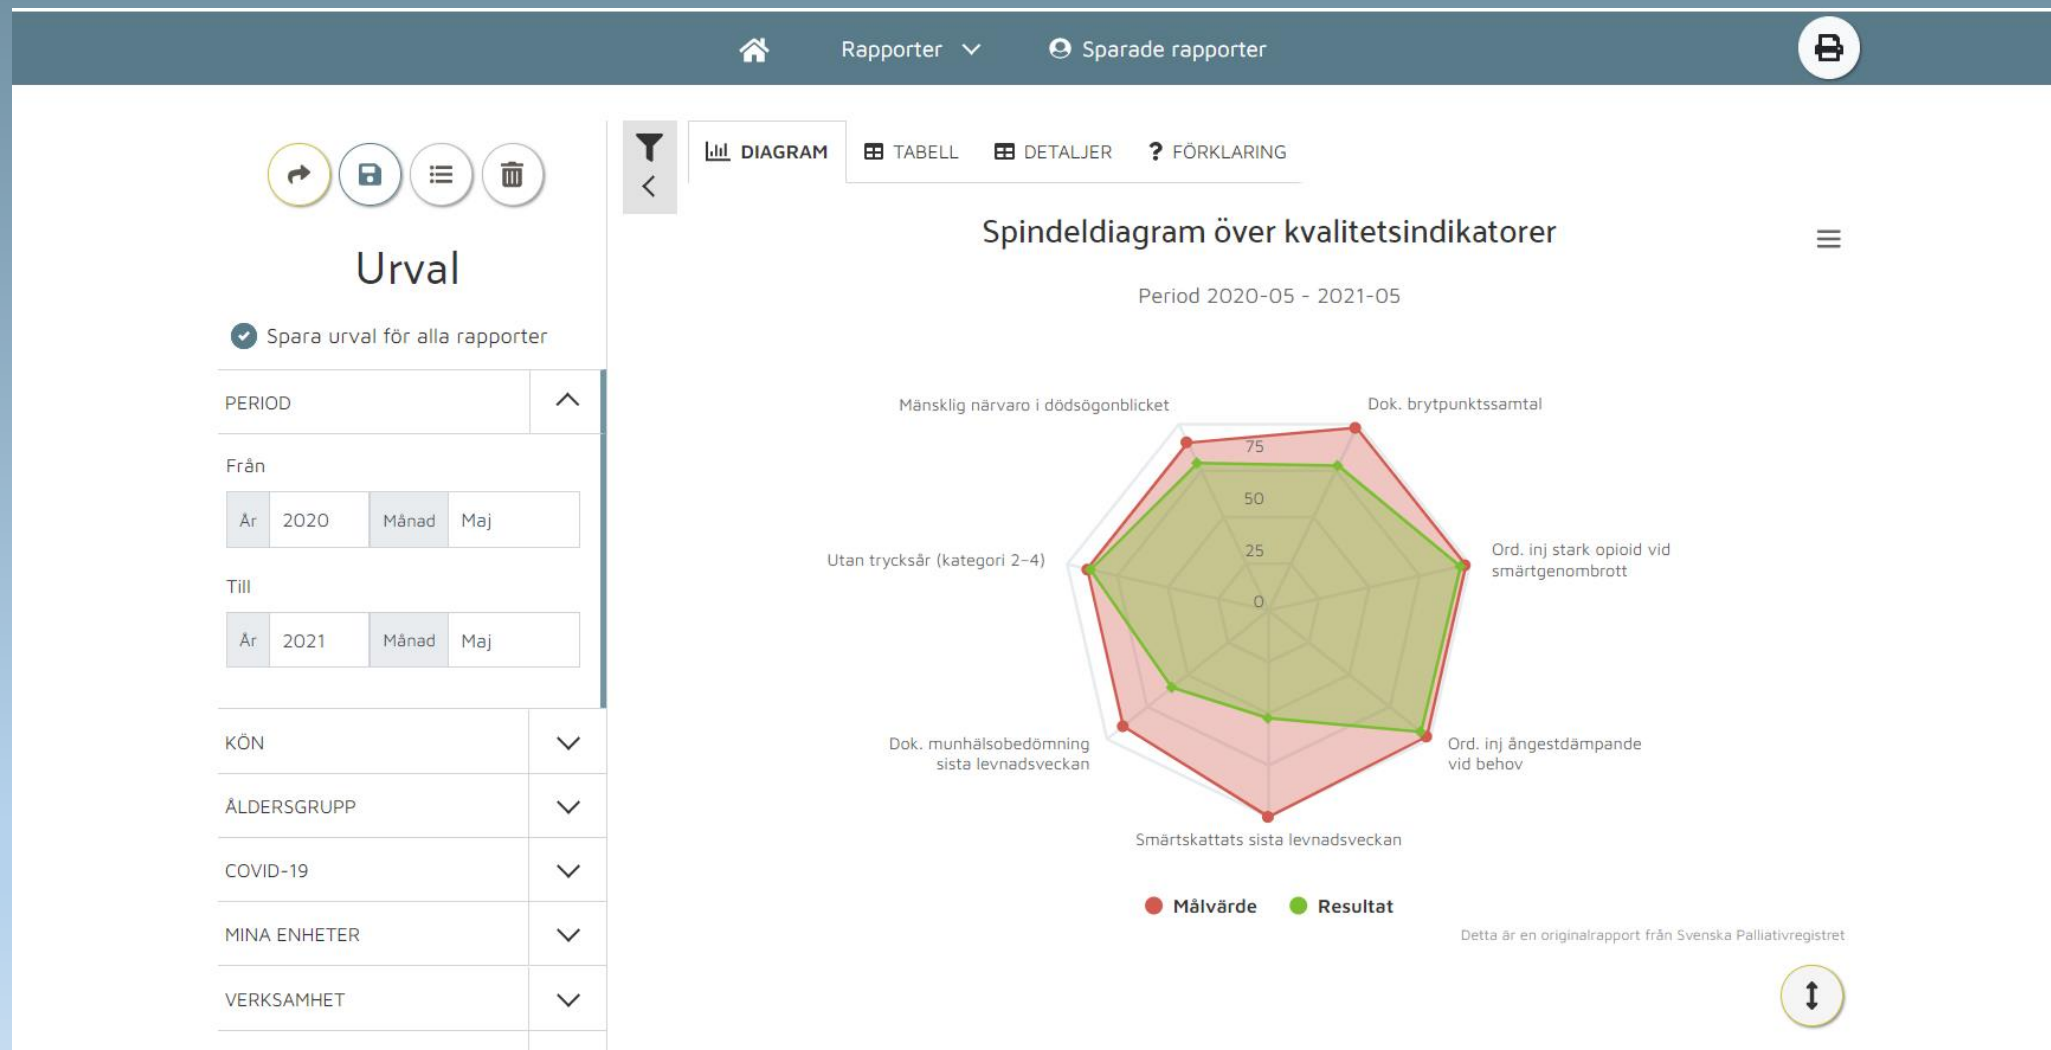 Rapporter
Sparade rapporter
Urval
Spara urval för alla rapporter
PERIOD
Från
År 2020 Månad Maj
Till
År 2021 Månad Maj
KÖN
ÅLDERSGRUPP
COVID-19
MINA ENHETER
VERKSAMHET
DIAGRAM
TABELL
DETALJER
? FÖRKLARING
Spindeldiagram över kvalitetsindikatorer
Period 2020-05 - 2021-05
Mänsklig närvaro i dödsögonblicket
Dok. brytpunktssamtal
75
50
25
0
Utan trycksår (kategori 2-4)
Ord. inj stark opioid vid
smärtgenombrott
Dok. munhälsobedömning
sista levnadsveckan
Ord. inj ångestdämpande
vid behov
Smärtskattats sista levnadsveckan
Målvärde
Resultat
Detta är en originalrapport från Svenska Palliativregistret